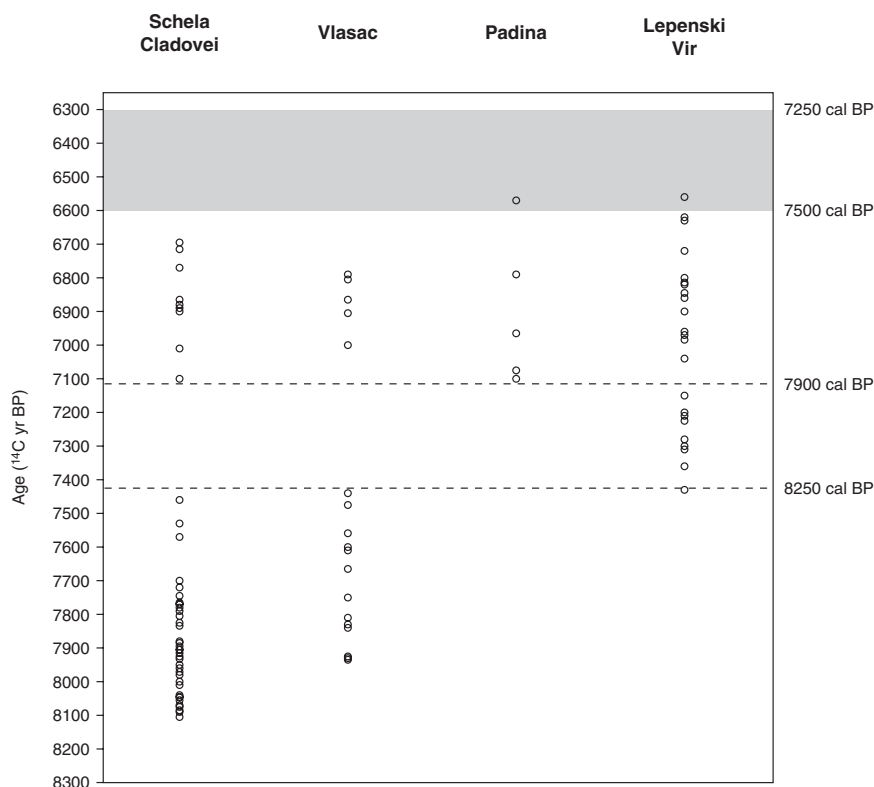 Schela
Cladovei
Vlasac
Padina
Lepenski
Vir
6300
6400
6500
6600
6700
6800
6900
7000
7100
7200
7300
7400
7500
7600
7700
7800
7900
8000
8100
8200
8300
Age (¹⁴C yr BP)
7250 cal BP
7500 cal BP
7900 cal BP
8250 cal BP